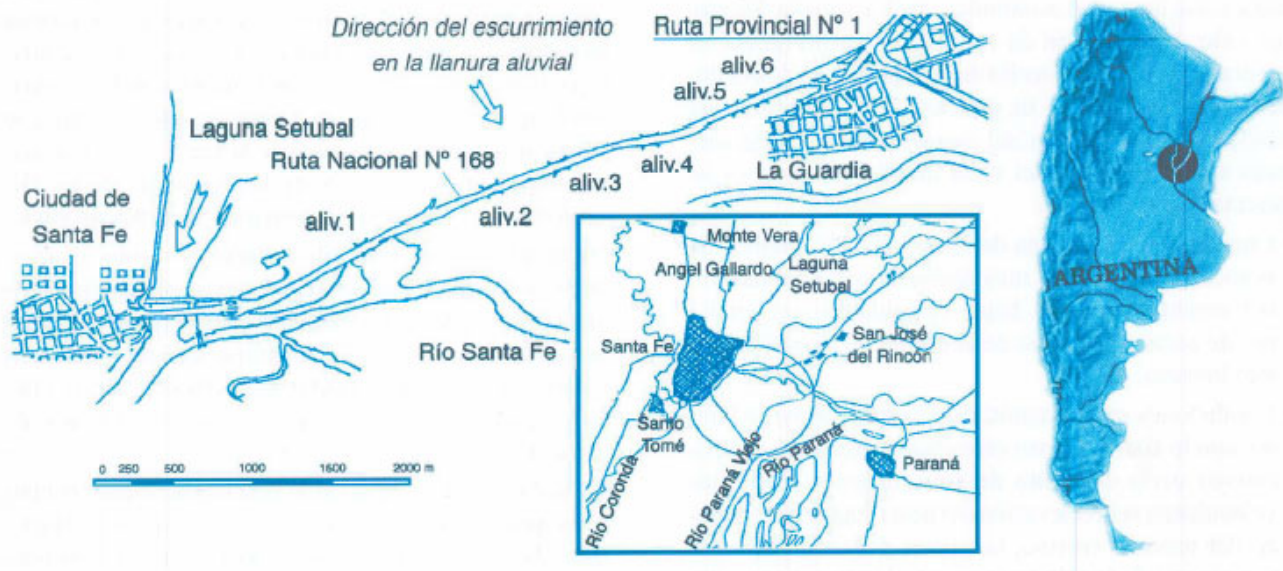 Dirección del escurrimiento
en la llanura aluvial
Ruta Provincial Nº 1
aliv.6
aliv.5
Laguna Setubal
Ruta Nacional Nº 168
aliv.4
aliv.3
La Guardia
Ciudad de
Santa Fe
aliv.1
aliv.2
Río Santa Fe
0 250 500 1000 1500 2000 m
Monte Vera
Angel Gallardo
Laguna
Setubal
Santa Fe
San José
del Rincón
Santo
Tomé
Río Coronda
Río Paraná Viejo
Río Paraná
Paraná
ARGENTINA